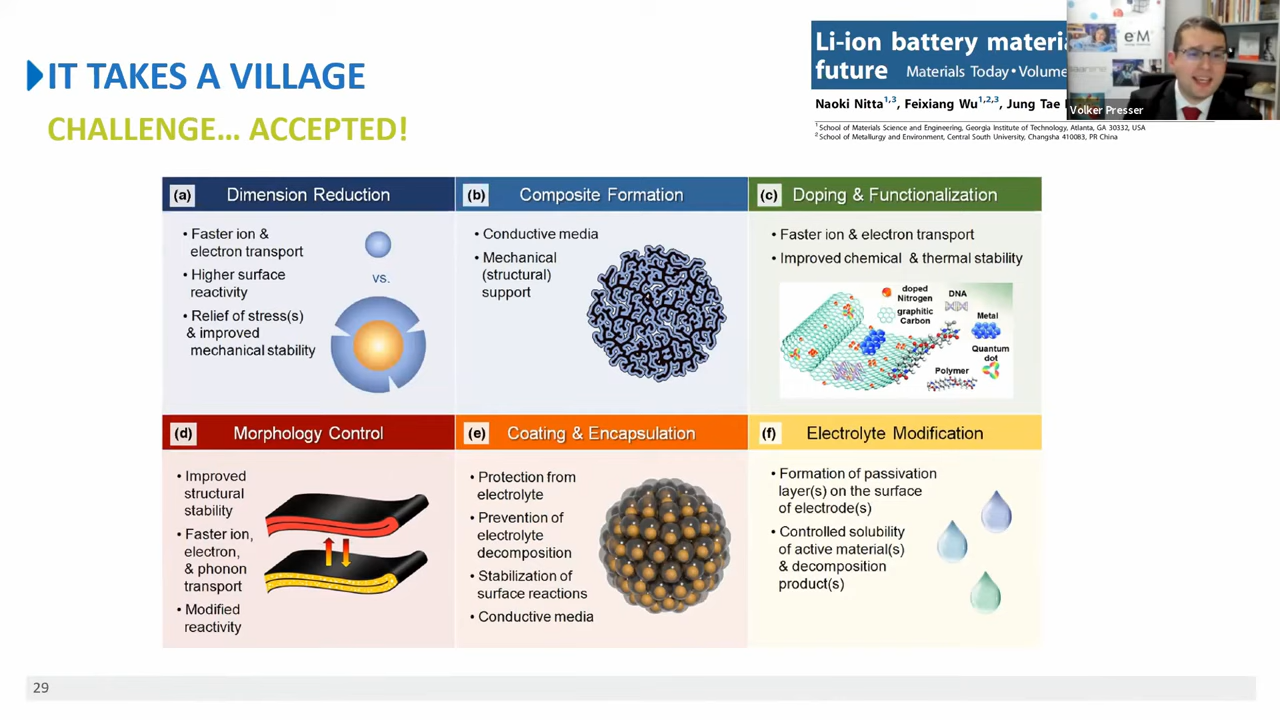 IT TAKES A VILLAGE
CHALLENGE... ACCEPTED!
Li-ion battery materi
future Materials Today • Volume
Naoki Nitta1,3, Feixiang Wu1,2,3, Jung Tae
1 School of Materials Science and Engineering, Georgia Institute of Technology, Atlanta, GA 30332, USA
2 School of Metallurgy and Environment, Central South University, Changsha 410083, PR China
e M
Volker Presser
(a) Dimension Reduction
• Faster ion &
electron transport
• Higher surface
reactivity
• Relief of stress(s)
& improved
mechanical stability
vs.
(b) Composite Formation
• Conductive media
• Mechanical
(structural)
support
(c) Doping & Functionalization
• Faster ion & electron transport
• Improved chemical & thermal stability
doped
Nitrogen
graphitic
Carbon
DNA
Metal
Quantum
dot
Polymer
(d) Morphology Control
• Improved
structural
stability
• Faster ion,
electron,
& phonon
transport
• Modified
reactivity
(e) Coating & Encapsulation
• Protection from
electrolyte
• Prevention of
electrolyte
decomposition
• Stabilization of
surface reactions
• Conductive media
(f) Electrolyte Modification
• Formation of passivation
layer(s) on the surface
of electrode(s)
• Controlled solubility
of active material(s)
& decomposition
product(s)
29